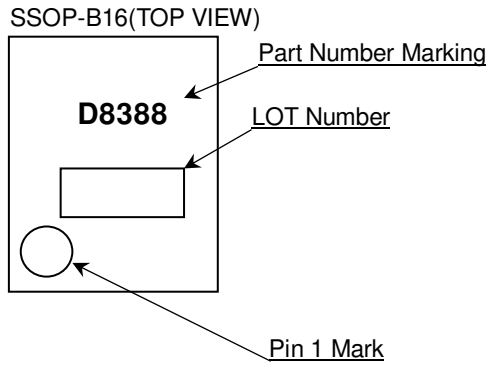 SSOP-B16(TOP VIEW)
Part Number Marking
D8388
LOT Number
Pin 1 Mark